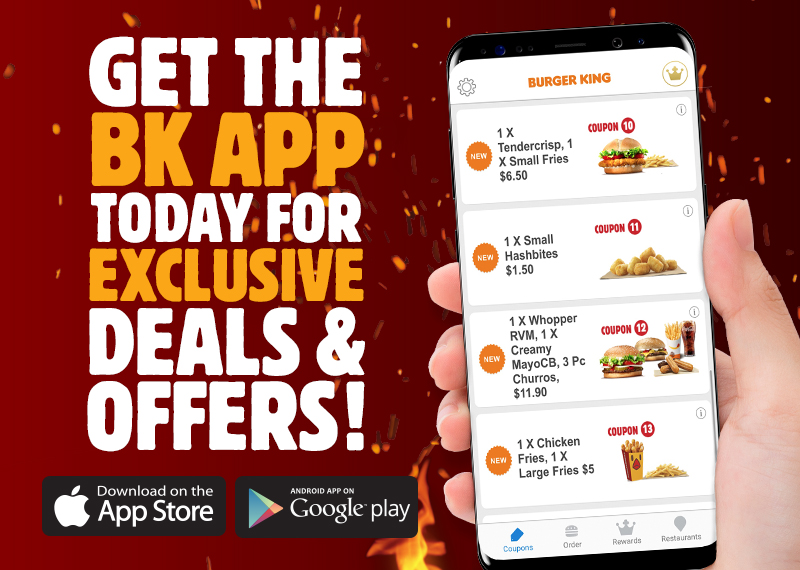 GET THE
BK APP
TODAY FOR
EXCLUSIVE
DEALS &
OFFERS!
Download on the
App Store
ANDROID APP ON
Google play
BURGER KING
NEW
1 X
Tendercrisp, 1
X Small Fries
$6.50
COUPON 10
NEW
1 X Small
Hashbites
$1.50
COUPON 11
NEW
1 X Whopper
RVM, 1 X
Creamy
MayoCB, 3 Pc
Churros,
$11.90
COUPON 12
NEW
1 X Chicken
Fries, 1 X
Large Fries $5
COUPON 13
Coupons
Order
Rewards
Restaurants